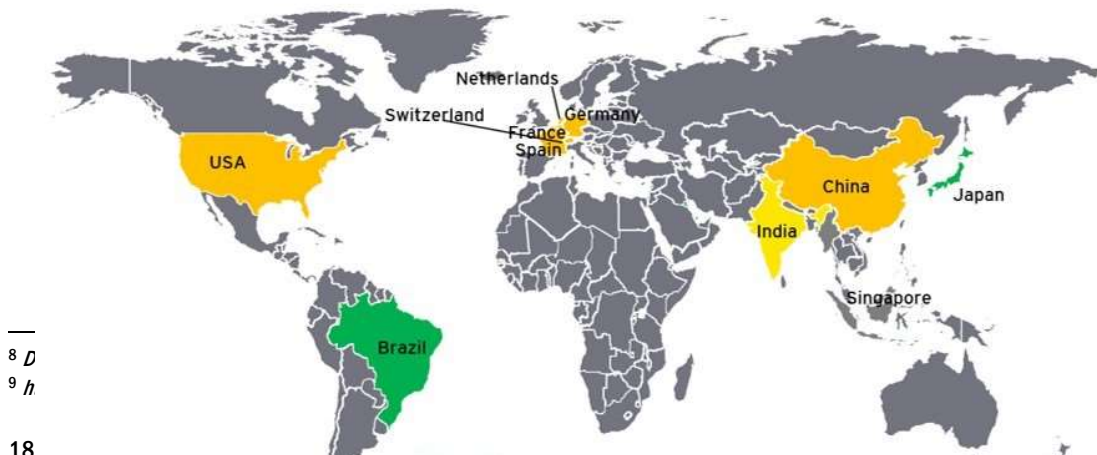 Netherlands
Switzerland
Germany
France
Spain
USA
China
Japan
India
Singapore
Brazil
8 D
9 h
18